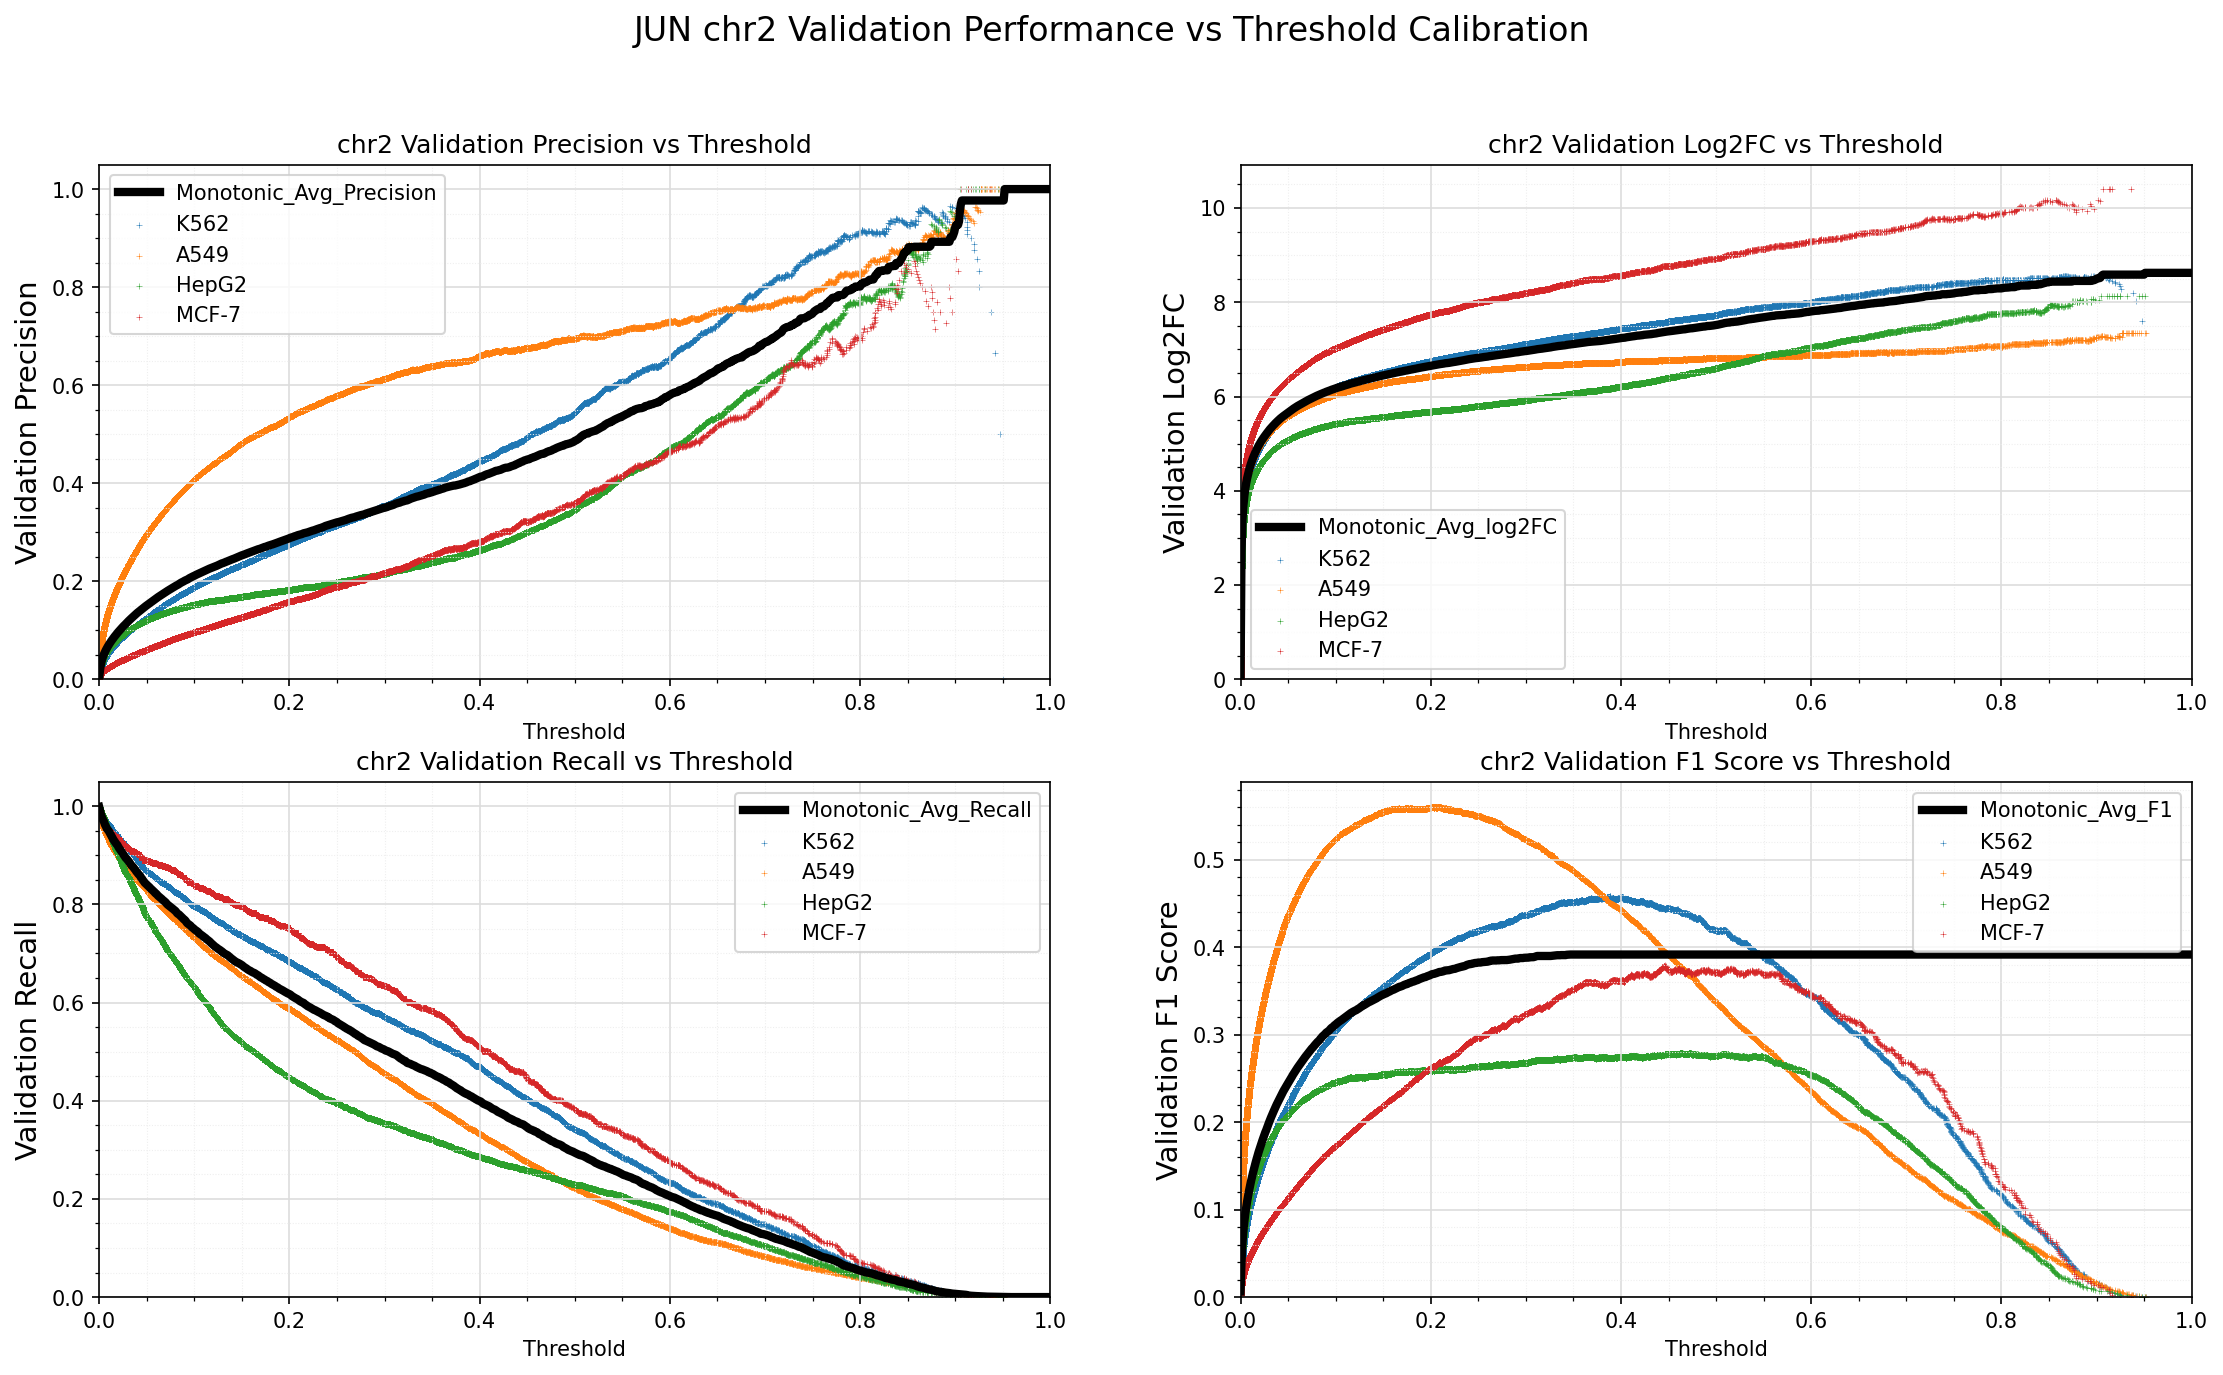 JUN chr2 Validation Performance vs Threshold Calibration
chr2 Validation Precision vs Threshold
Validation Precision
1.0
0.8
0.6
0.4
0.2
0.0
Monotonic_Avg_Precision
K562
A549
HepG2
MCF-7
0.0 0.2 0.4 0.6 0.8 1.0
Threshold
chr2 Validation Log2FC vs Threshold
Validation Log2FC
10
8
6
4
2
0
Monotonic_Avg_log2FC
K562
A549
HepG2
MCF-7
0.0 0.2 0.4 0.6 0.8 1.0
Threshold
chr2 Validation Recall vs Threshold
Validation Recall
1.0
0.8
0.6
0.4
0.2
0.0
Monotonic_Avg_Recall
K562
A549
HepG2
MCF-7
0.0 0.2 0.4 0.6 0.8 1.0
Threshold
chr2 Validation F1 Score vs Threshold
Validation F1 Score
0.5
0.4
0.3
0.2
0.1
0.0
Monotonic_Avg_F1
K562
A549
HepG2
MCF-7
0.0 0.2 0.4 0.6 0.8 1.0
Threshold